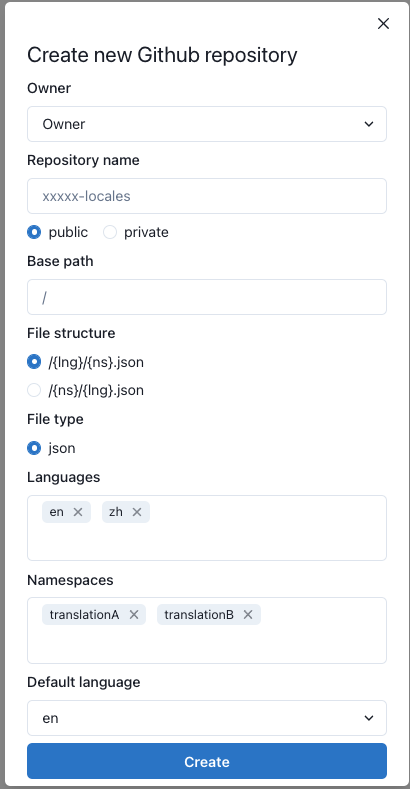 Create new Github repository
Owner
Owner
Repository name
xxxxx-locales
public private
Base path
/
File structure
/{lng}/{ns}.json
/{ns}/{lng}.json
File type
json
Languages
en zh
Namespaces
translationA translationB
Default language
en
Create